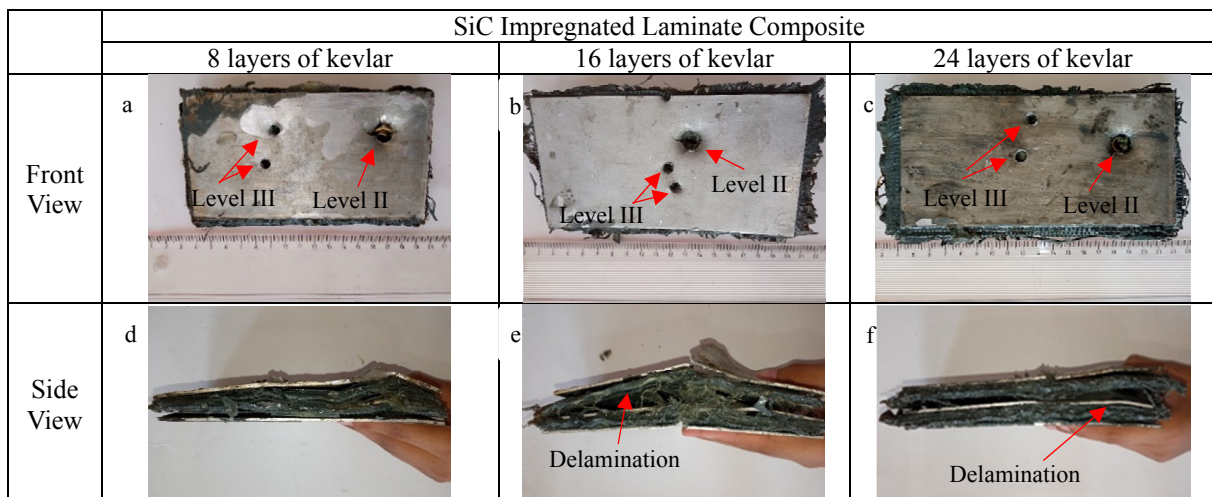 SiC Impregnated Laminate Composite
8 layers of kevlar
16 layers of kevlar
24 layers of kevlar
Front
View
a
Level III
Level II
b
Level II
Level III
c
Level III
Level II
Side
View
d
e
Delamination
f
Delamination